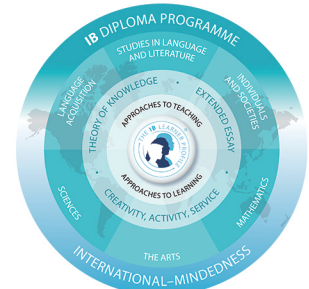 IB DIPLOMA PROGRAMME
STUDIES IN LANGUAGE
AND LITERATURE
LANGUAGE
ACQUISITION
INDIVIDUALS
AND SOCIETIES
THEORY OF KNOWLEDGE
EXTENDED ESSAY
APPROACHES TO TEACHING
THE IB LEARNER PROFILE
APPROACHES TO LEARNING
CREATIVITY, ACTIVITY, SERVICE
SCIENCES
MATHEMATICS
THE ARTS
INTERNATIONAL–MINDEDNESS